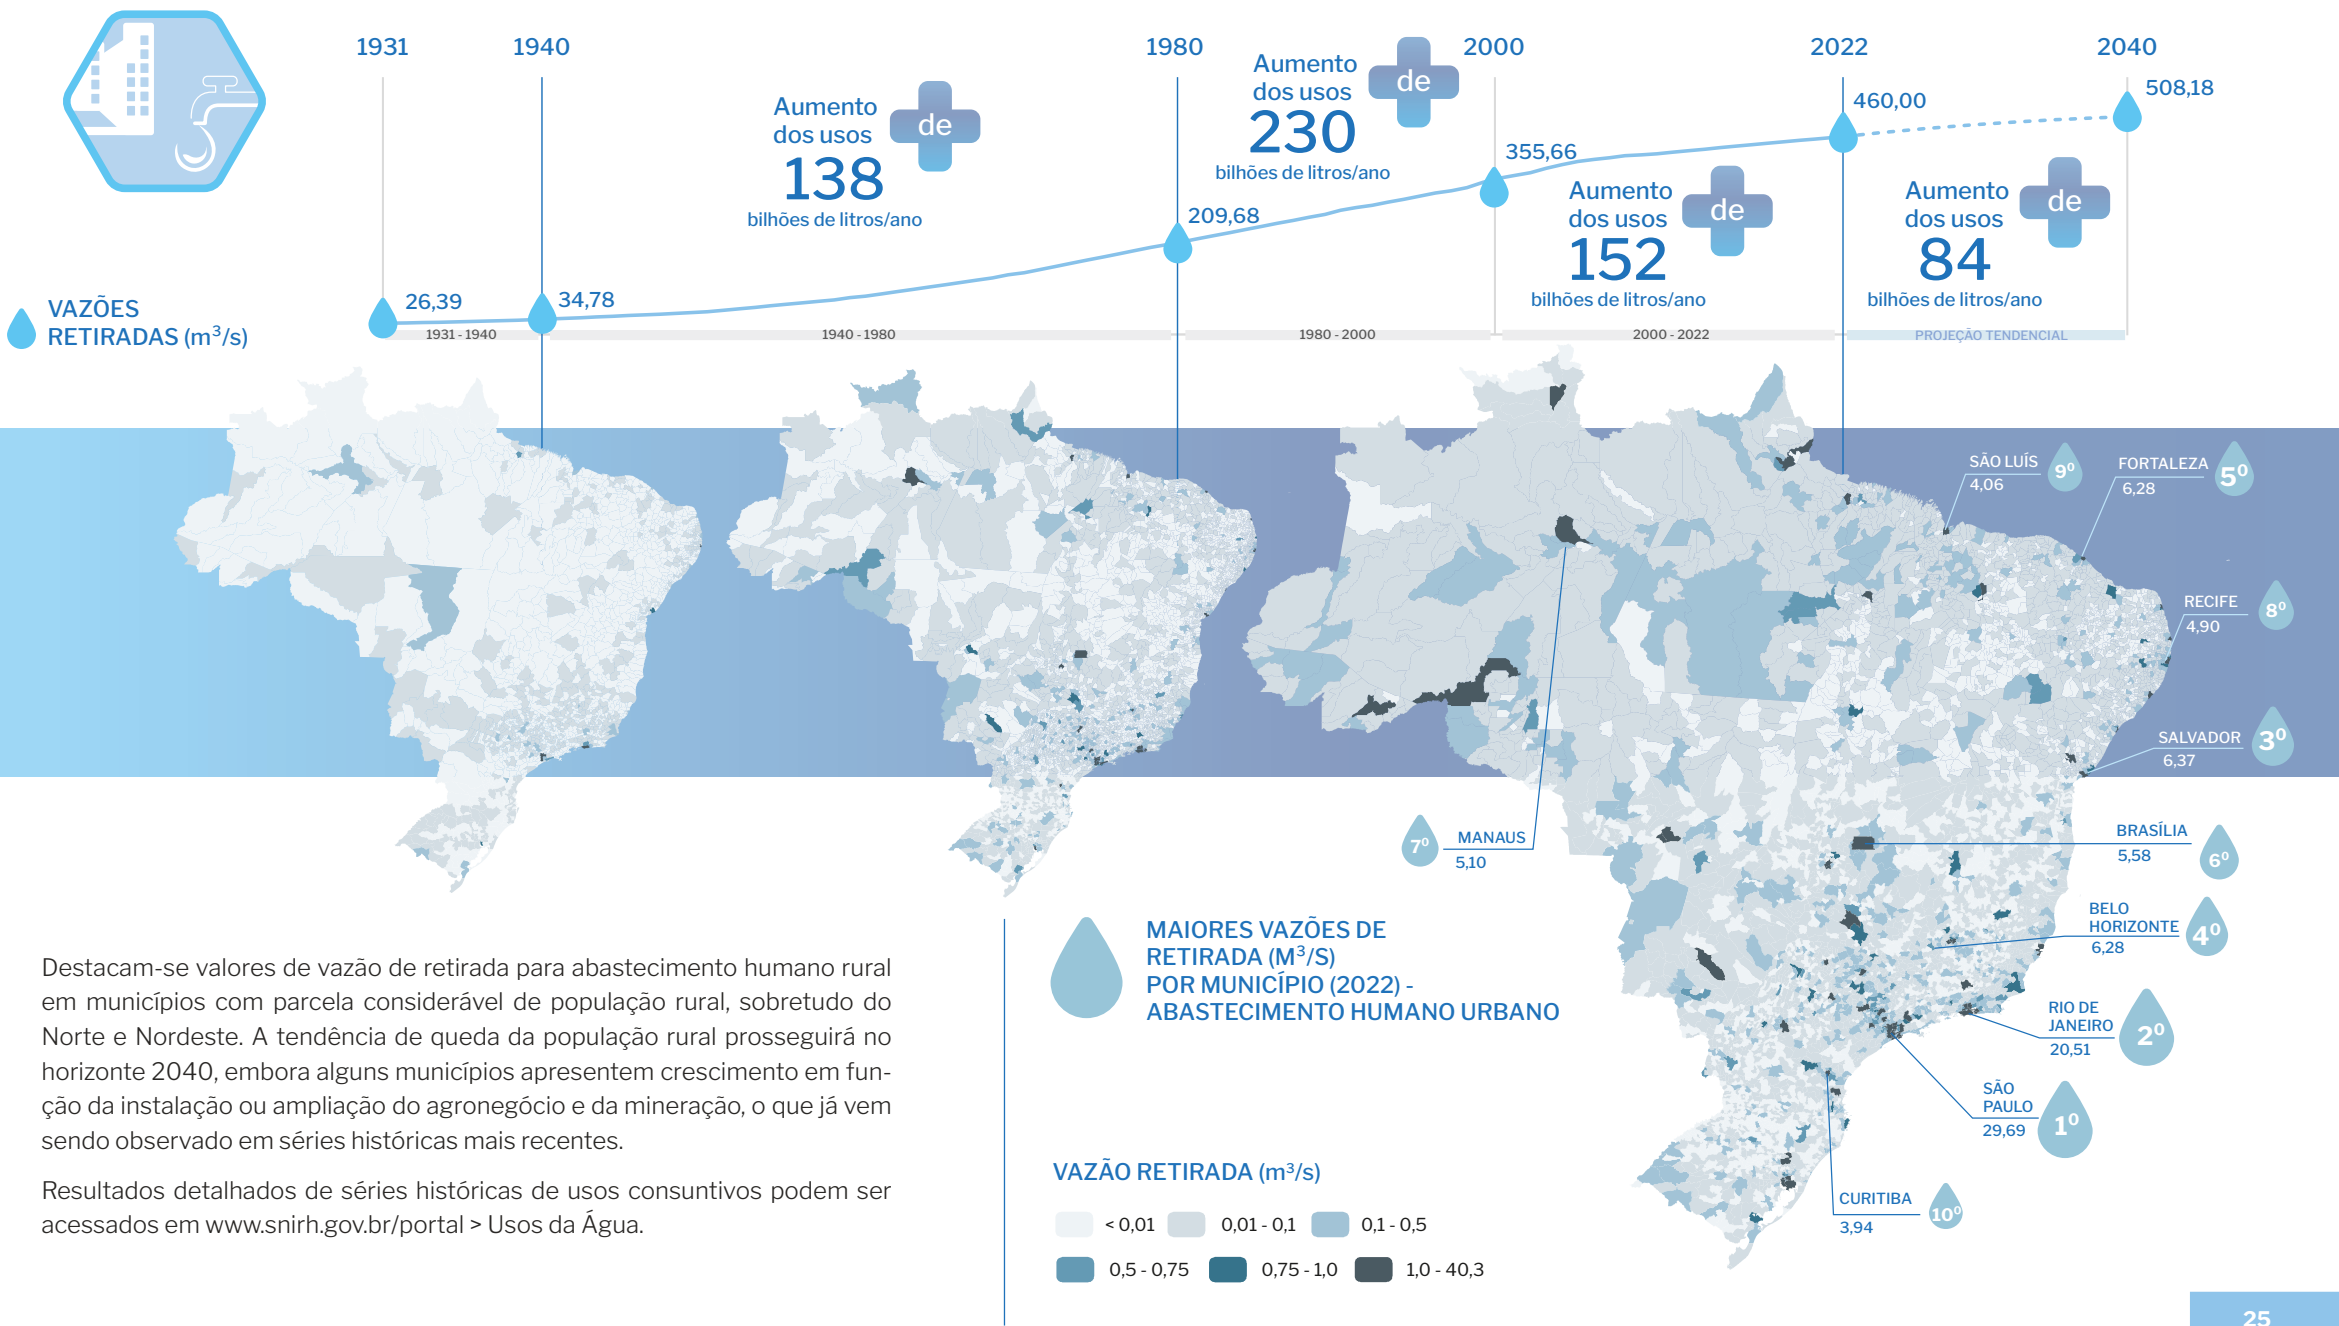 1931
1940
1980
2000
2022
2040
Aumento
dos usos
de
138
bilhões de litros/ano
Aumento
dos usos
de
230
bilhões de litros/ano
Aumento
dos usos
de
152
bilhões de litros/ano
Aumento
dos usos
de
84
bilhões de litros/ano
VAZÕES
RETIRADAS (m³/s)
26,39
34,78
209,68
355,66
460,00
508,18
1931 - 1940
1940 - 1980
1980 - 2000
2000 - 2022
PROJEÇÃO TENDENCIAL
SÃO LUÍS
4,06
9º
FORTALEZA
6,28
5º
RECIFE
4,90
8º
SALVADOR
6,37
3º
7º
MANAUS
5,10
BRASÍLIA
5,58
6º
BELO
HORIZONTE
6,28
4º
RIO DE
JANEIRO
20,51
2º
SÃO
PAULO
29,69
1º
CURITIBA
3,94
10º
Destacam-se valores de vazão de retirada para abastecimento humano rural
em municípios com parcela considerável de população rural, sobretudo do
Norte e Nordeste. A tendência de queda da população rural prosseguirá no
horizonte 2040, embora alguns municípios apresentem crescimento em fun-
ção da instalação ou ampliação do agronegócio e da mineração, o que já vem
sendo observado em séries históricas mais recentes.
Resultados detalhados de séries históricas de usos consuntivos podem ser
acessados em www.snirh.gov.br/portal > Usos da Água.
MAIORES VAZÕES DE
RETIRADA (M³/S)
POR MUNICÍPIO (2022) -
ABASTECIMENTO HUMANO URBANO
VAZÃO RETIRADA (m³/s)
< 0,01
0,01 - 0,1
0,1 - 0,5
0,5 - 0,75
0,75 - 1,0
1,0 - 40,3
25